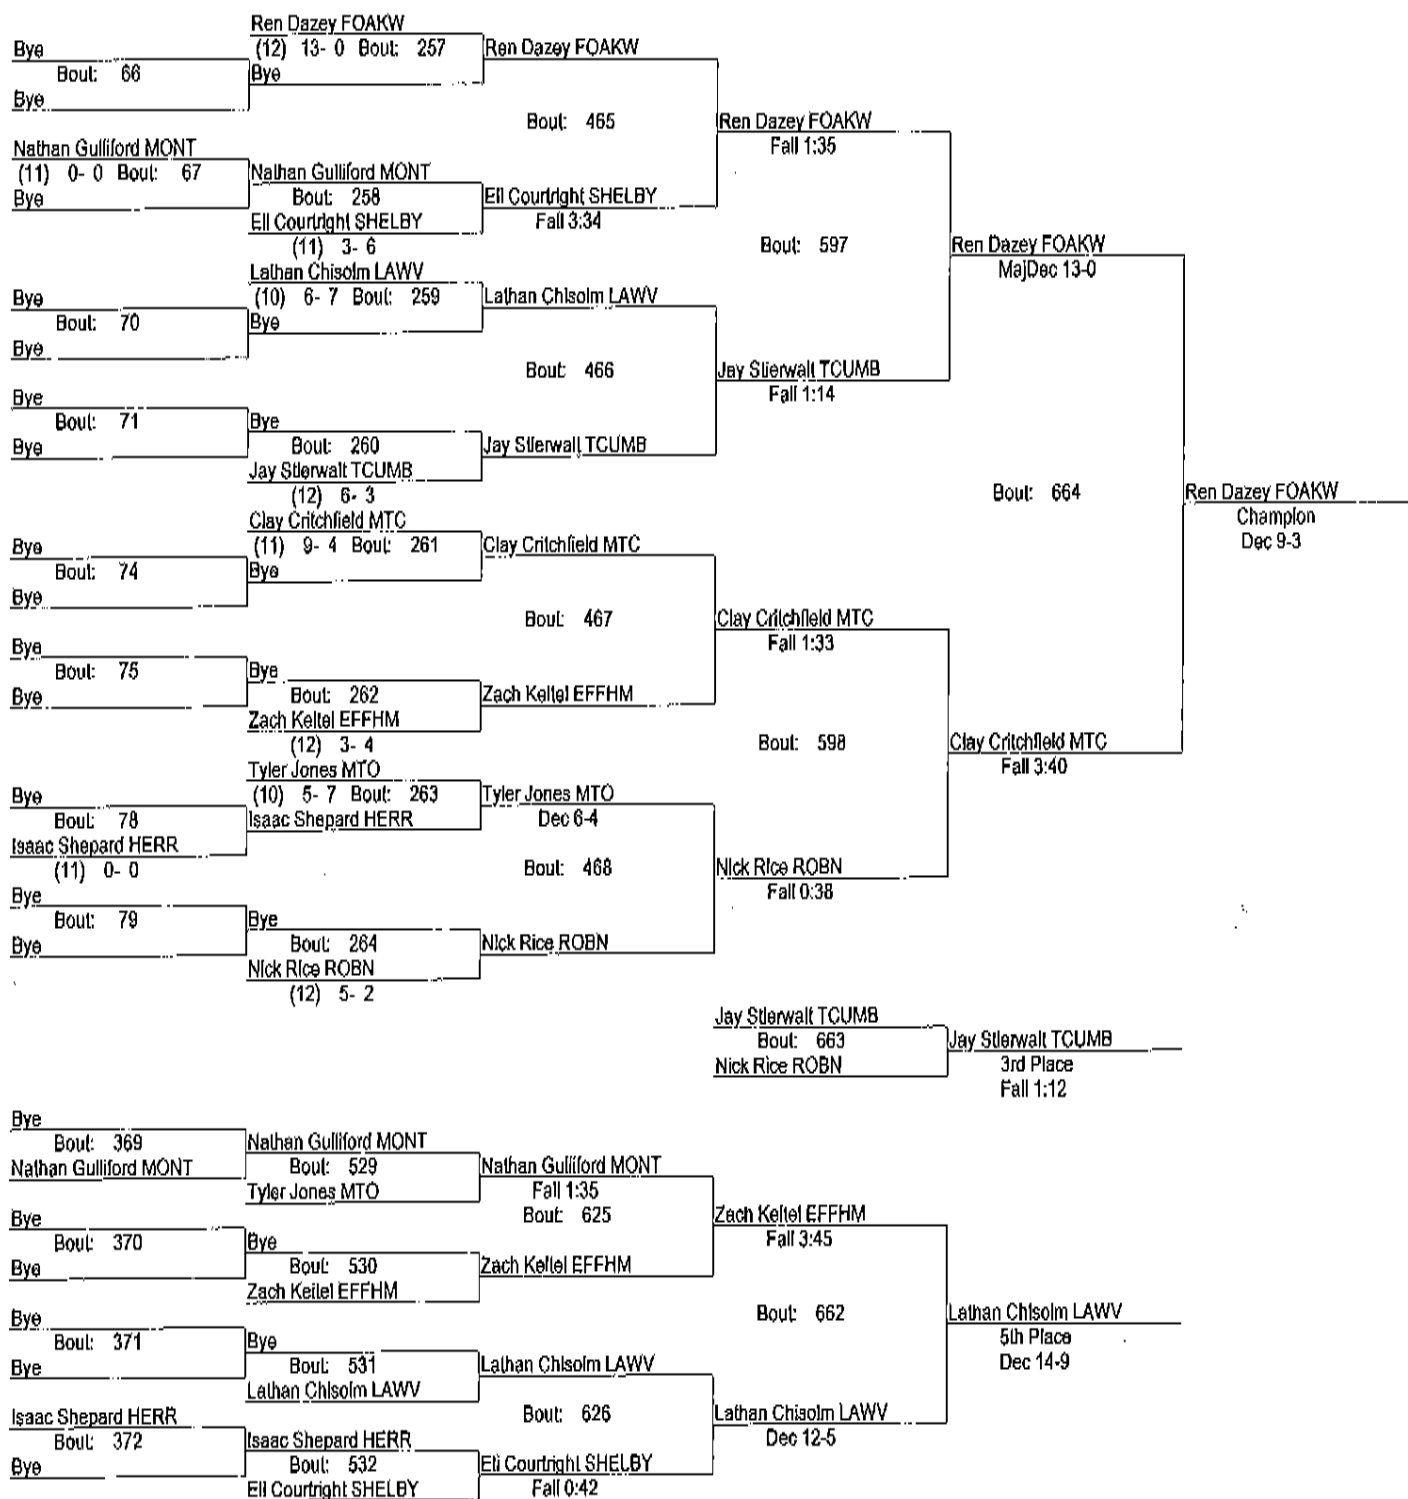 Ren Dazey FOAKW
Bye
(12) 13- 0 Bout: 257
Ren Dazey FOAKW
Bout: 66
Bye
Bye
Bout: 465
Ren Dazey FOAKW
Fall 1:35
Nathan Gulliford MONT
(11) 0- 0 Bout: 67
Nathan Gulliford MONT
Bye
Bout: 258
Eli Courtright SHELBY
Eli Courtright SHELBY
Fall 3:34
(11) 3- 6
Bout: 597
Ren Dazey FOAKW
MajDec 13-0
Lathan Chisolm LAWV
Bye
(10) 6- 7 Bout: 259
Lathan Chisolm LAWV
Bout: 70
Bye
Bye
Bout: 466
Jay Stierwalt TCUMB
Fall 1:14
Bye
Bout: 71
Bye
Bye
Bout: 260
Jay Stierwalt TCUMB
Jay Stierwalt TCUMB
(12) 6- 3
Bout: 664
Ren Dazey FOAKW
Champion
Dec 9-3
Clay Critchfield MTC
Bye
(11) 9- 4 Bout: 261
Clay Critchfield MTC
Bout: 74
Bye
Bye
Bout: 467
Clay Critchfield MTC
Fall 1:33
Bye
Bout: 75
Bye
Bye
Bout: 262
Zach Keitel EFFHM
Zach Keitel EFFHM
(12) 3- 4
Bout: 598
Clay Critchfield MTC
Fall 3:40
Tyler Jones MTO
Bye
(10) 5- 7 Bout: 263
Tyler Jones MTO
Bout: 78
Isaac Shepard HERR
Dec 6-4
Isaac Shepard HERR
(11) 0- 0
Bout: 468
Nick Rice ROBN
Fall 0:38
Bye
Bout: 79
Bye
Bye
Bout: 264
Nick Rice ROBN
Nick Rice ROBN
(12) 5- 2
Jay Stierwalt TCUMB
Bout: 663
Jay Stierwalt TCUMB
Nick Rice ROBN
3rd Place
Fall 1:12
Bye
Bout: 369
Nathan Gulliford MONT
Nathan Gulliford MONT
Bout: 529
Nathan Gulliford MONT
Tyler Jones MTO
Fall 1:35
Bout: 625
Zach Keitel EFFHM
Fall 3:45
Bye
Bout: 370
Bye
Bye
Bout: 530
Zach Keitel EFFHM
Zach Keitel EFFHM
Bout: 662
Lathan Chisolm LAWV
5th Place
Dec 14-9
Bye
Bout: 371
Bye
Bye
Bout: 531
Lathan Chisolm LAWV
Lathan Chisolm LAWV
Bout: 626
Lathan Chisolm LAWV
Dec 12-5
Isaac Shepard HERR
Bout: 372
Isaac Shepard HERR
Bye
Bout: 532
Eli Courtright SHELBY
Eli Courtright SHELBY
Fall 0:42